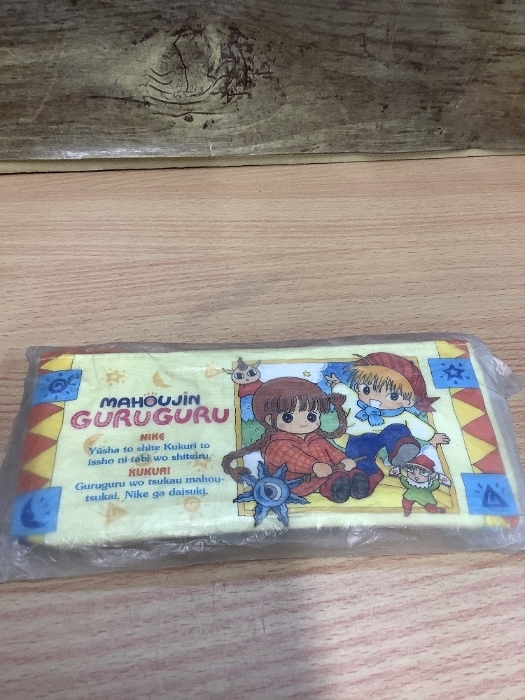 MAHOUJIN
GURUGURU
NIKE
Yūsha to shite Kukuri to
issho ni tabi wo shiteiru.
KUKURI
Guruguru wo tsukau mahou-
tsukai. Nike ga daisuki.